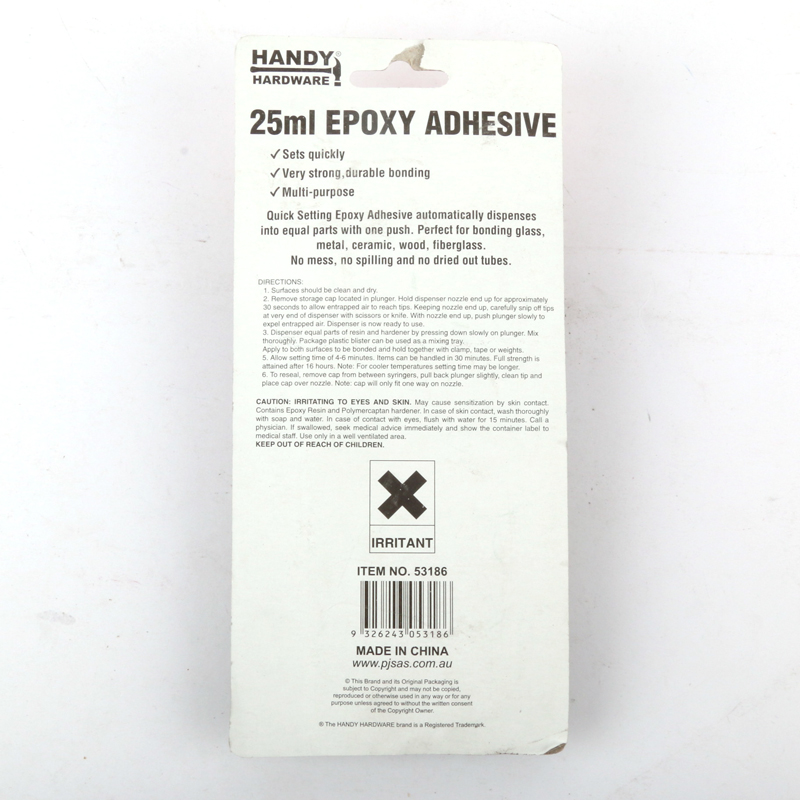 HANDY®
HARDWARE
25ml EPOXY ADHESIVE
✓ Sets quickly
✓ Very strong,durable bonding
✓ Multi-purpose
Quick Setting Epoxy Adhesive automatically dispenses
into equal parts with one push. Perfect for bonding glass,
metal, ceramic, wood, fiberglass.
No mess, no spilling and no dried out tubes.
DIRECTIONS:
1. Surfaces should be clean and dry.
2. Remove storage cap located in plunger. Hold dispenser nozzle end up for approximately
30 seconds to allow entrapped air to reach tips. Keeping nozzle end up, carefully snip off tips
at very end of dispenser with scissors or knife. With nozzle end up, push plunger slowly to
expel entrapped air. Dispenser is now ready to use.
3. Dispenser equal parts of resin and hardener by pressing down slowly on plunger. Mix
thoroughly. Package plastic blister can be used as a mixing tray.
Apply to both surfaces to be bonded and hold together with clamp, tape or weights.
5. Allow setting time of 4-6 minutes. Items can be handled in 30 minutes. Full strength is
attained after 16 hours. Note: For cooler temperatures setting time may be longer.
6. To reseal, remove cap from between syringers, pull back plunger slightly, clean tip and
place cap over nozzle. Note: cap will only fit one way on nozzle.
CAUTION: IRRITATING TO EYES AND SKIN. May cause sensitization by skin contact.
Contains Epoxy Resin and Polymercaptan hardener. In case of skin contact, wash thoroughly
with soap and water. In case of contact with eyes, flush with water for 15 minutes. Call a
physician. If swallowed, seek medical advice immediately and show the container label to
medical staff. Use only in a well ventilated area.
KEEP OUT OF REACH OF CHILDREN.
IRRITANT
ITEM NO. 53186
9 326243 053186
MADE IN CHINA
www.pjsas.com.au
© This Brand and its Original Packaging is
subject to Copyright and may not be copied,
reproduced or otherwise used in any way or for any
purpose unless agreed to without the written consent
of the Copyright Owner.
® The HANDY HARDWARE brand is a Registered Trademark.